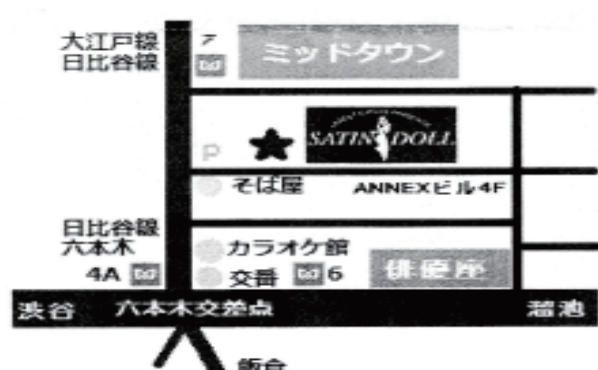 大江戸線
日比谷線
7
ミッドタウン
P
SATIN DOLL
そば屋
ANNEXビル4F
日比谷線
六本木
4A
カラオケ館
交番
6
俳優座
渋谷
六本木交差点
溜池
飯倉